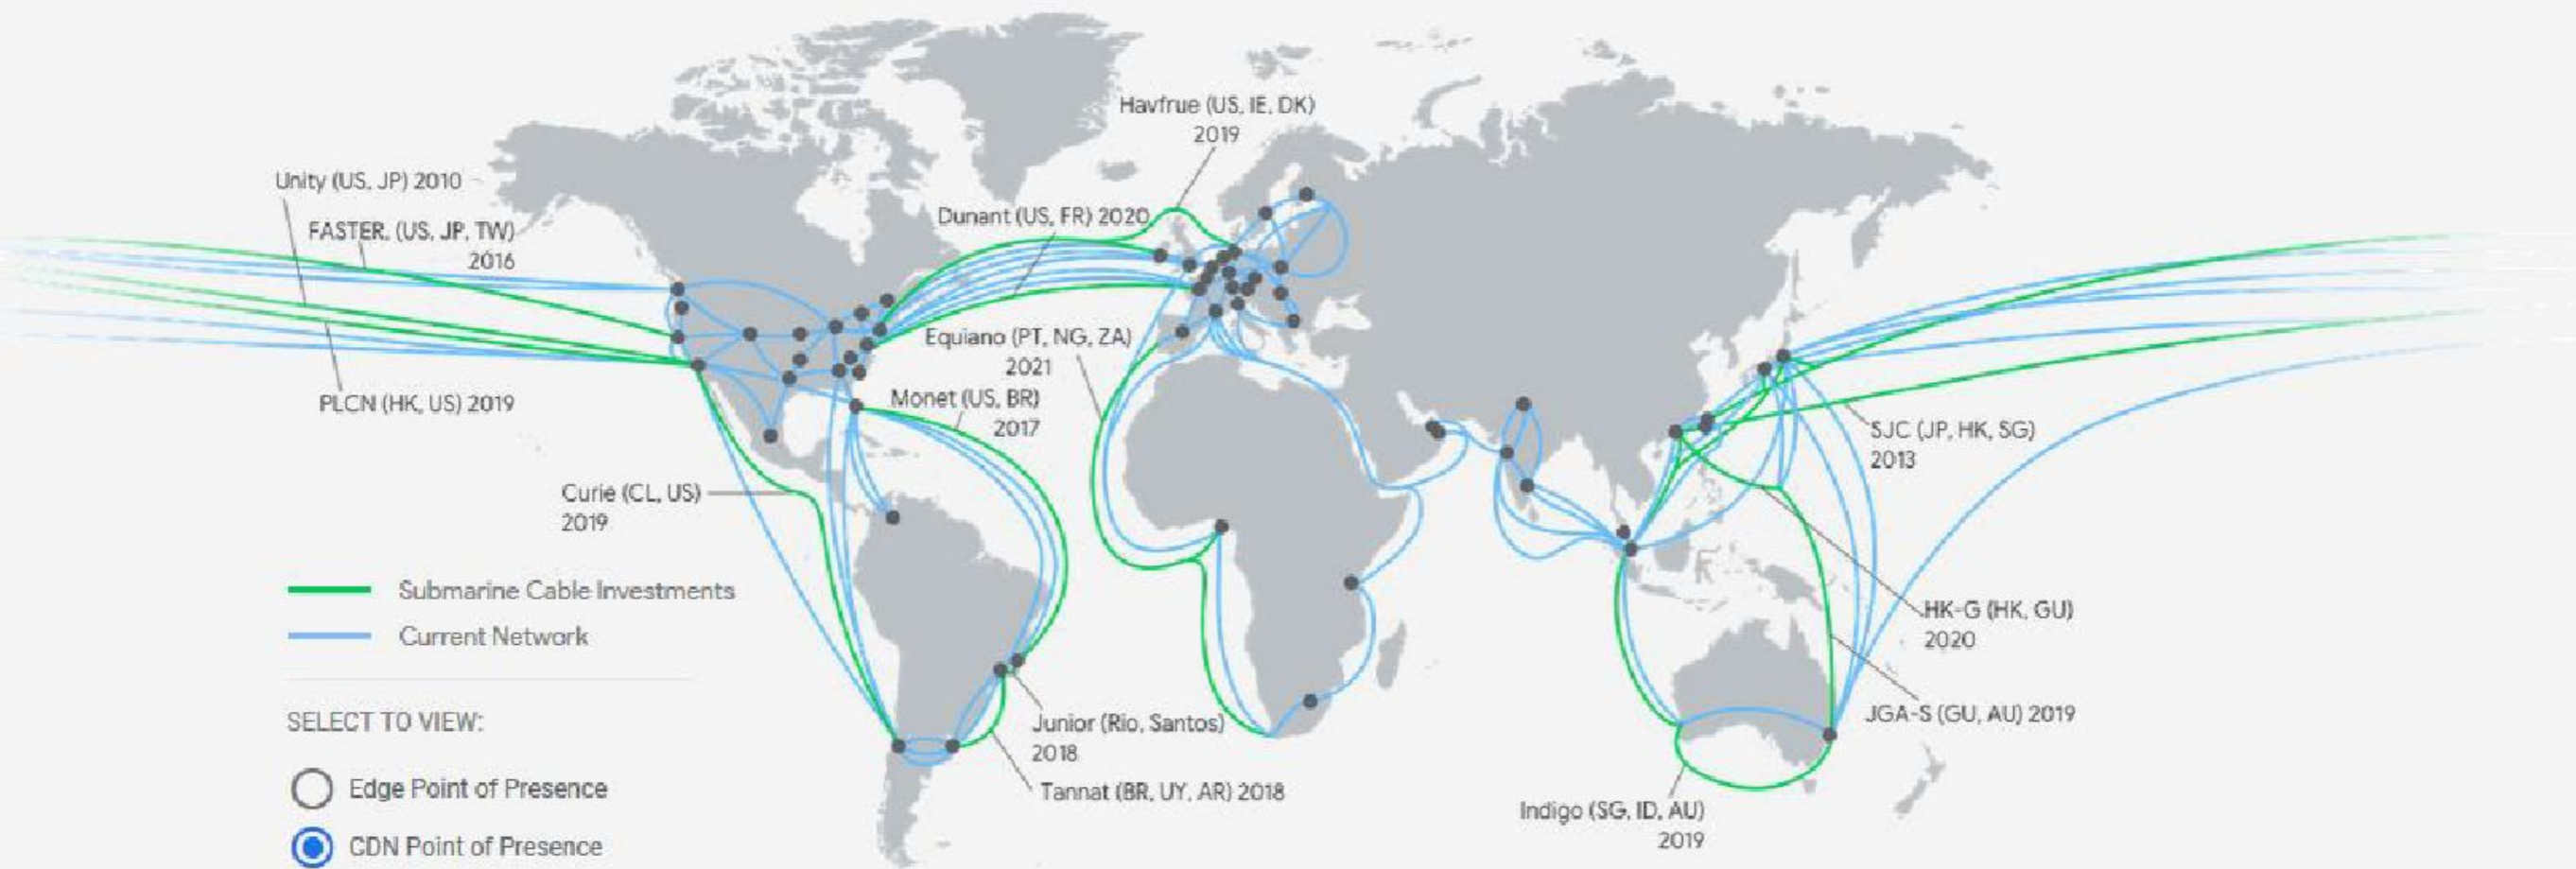 Havfrue (US, IE, DK)
2019
Unity (US, JP) 2010
Dunant (US, FR) 2020
FASTER, (US, JP, TW)
2016
Equiano (PT, NG, ZA)
2021
PLCN (HK, US) 2019
Monet (US, BR)
2017
SJC (JP, HK, SG)
2013
Curie (CL, US)
2019
Submarine Cable Investments
Current Network
HK-G (HK, GU)
2020
SELECT TO VIEW:
JGA-S (GU, AU) 2019
Junior (Rio, Santos)
2018
Edge Point of Presence
Tannat (BR, UY, AR) 2018
Indigo (SG, ID, AU)
2019
CDN Point of Presence